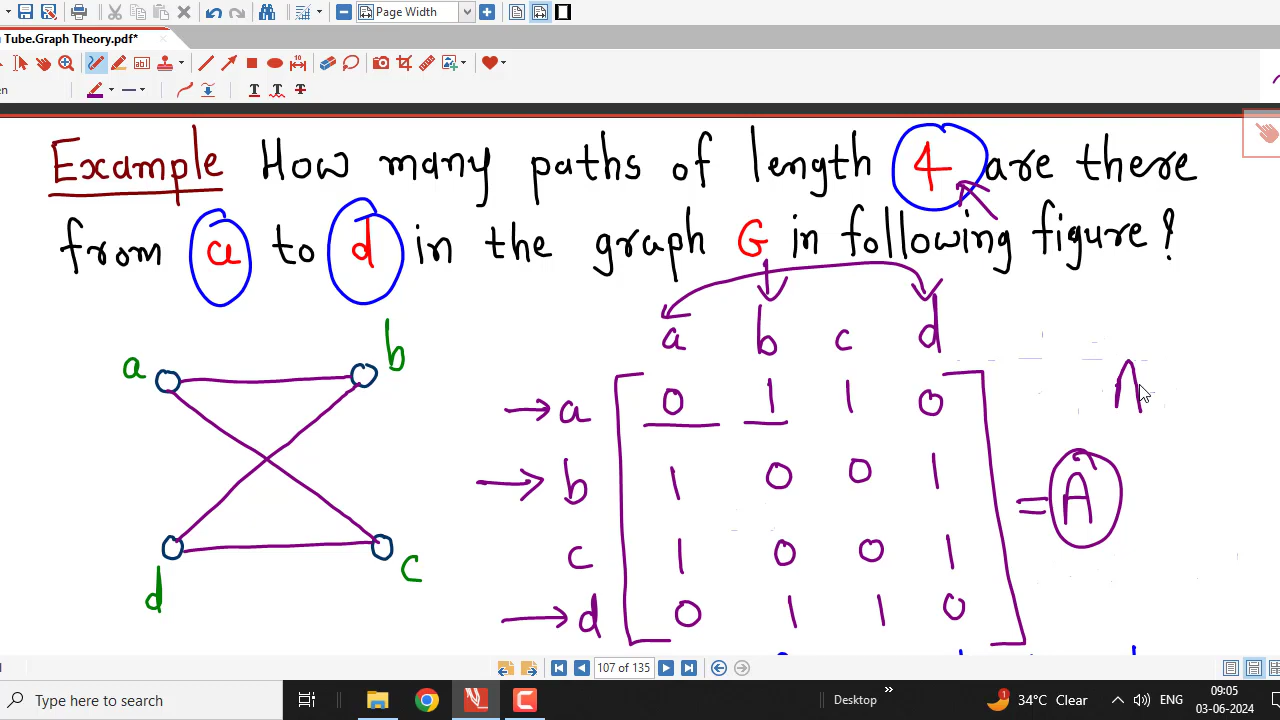 Page Width
Tube.Graph Theory.pdf*
Example How many paths of length 4 are there
from a to d in the graph G in following figure?
a b c d
a b
a 0 1 1 0 A
b 1 0 0 1 = A
c 1 0 0 1
d c
d 0 1 1 0
107 of 135
Type here to search
Desktop
34°C Clear
ENG
09:05
03-06-2024